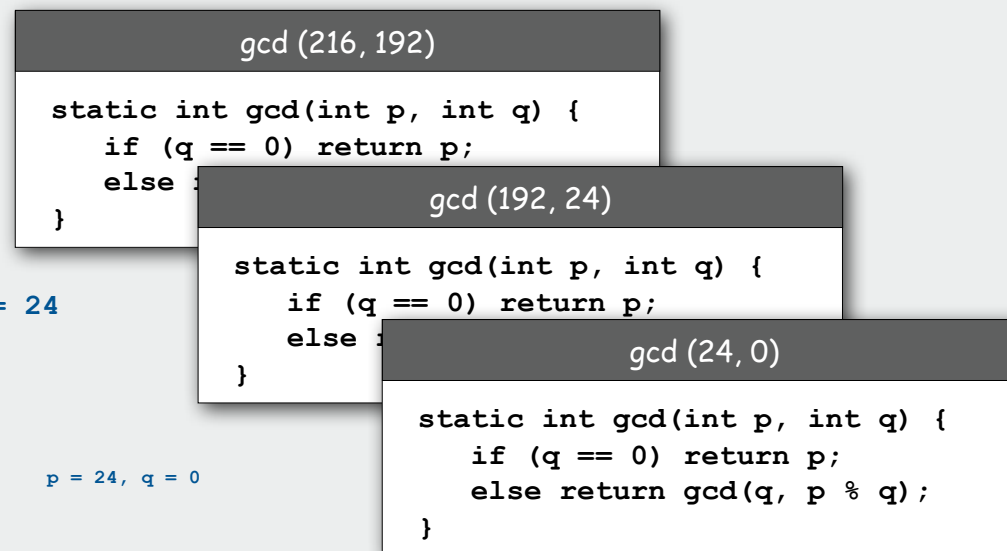 gcd (216, 192)
static int gcd(int p, int q) {
if (q == 0) return p;
else
}
gcd (192, 24)
static int gcd(int p, int q) {
if (q == 0) return p;
else
}
= 24
gcd (24, 0)
static int gcd(int p, int q) {
if (q == 0) return p;
else return gcd(q, p % q);
}
p = 24, q = 0